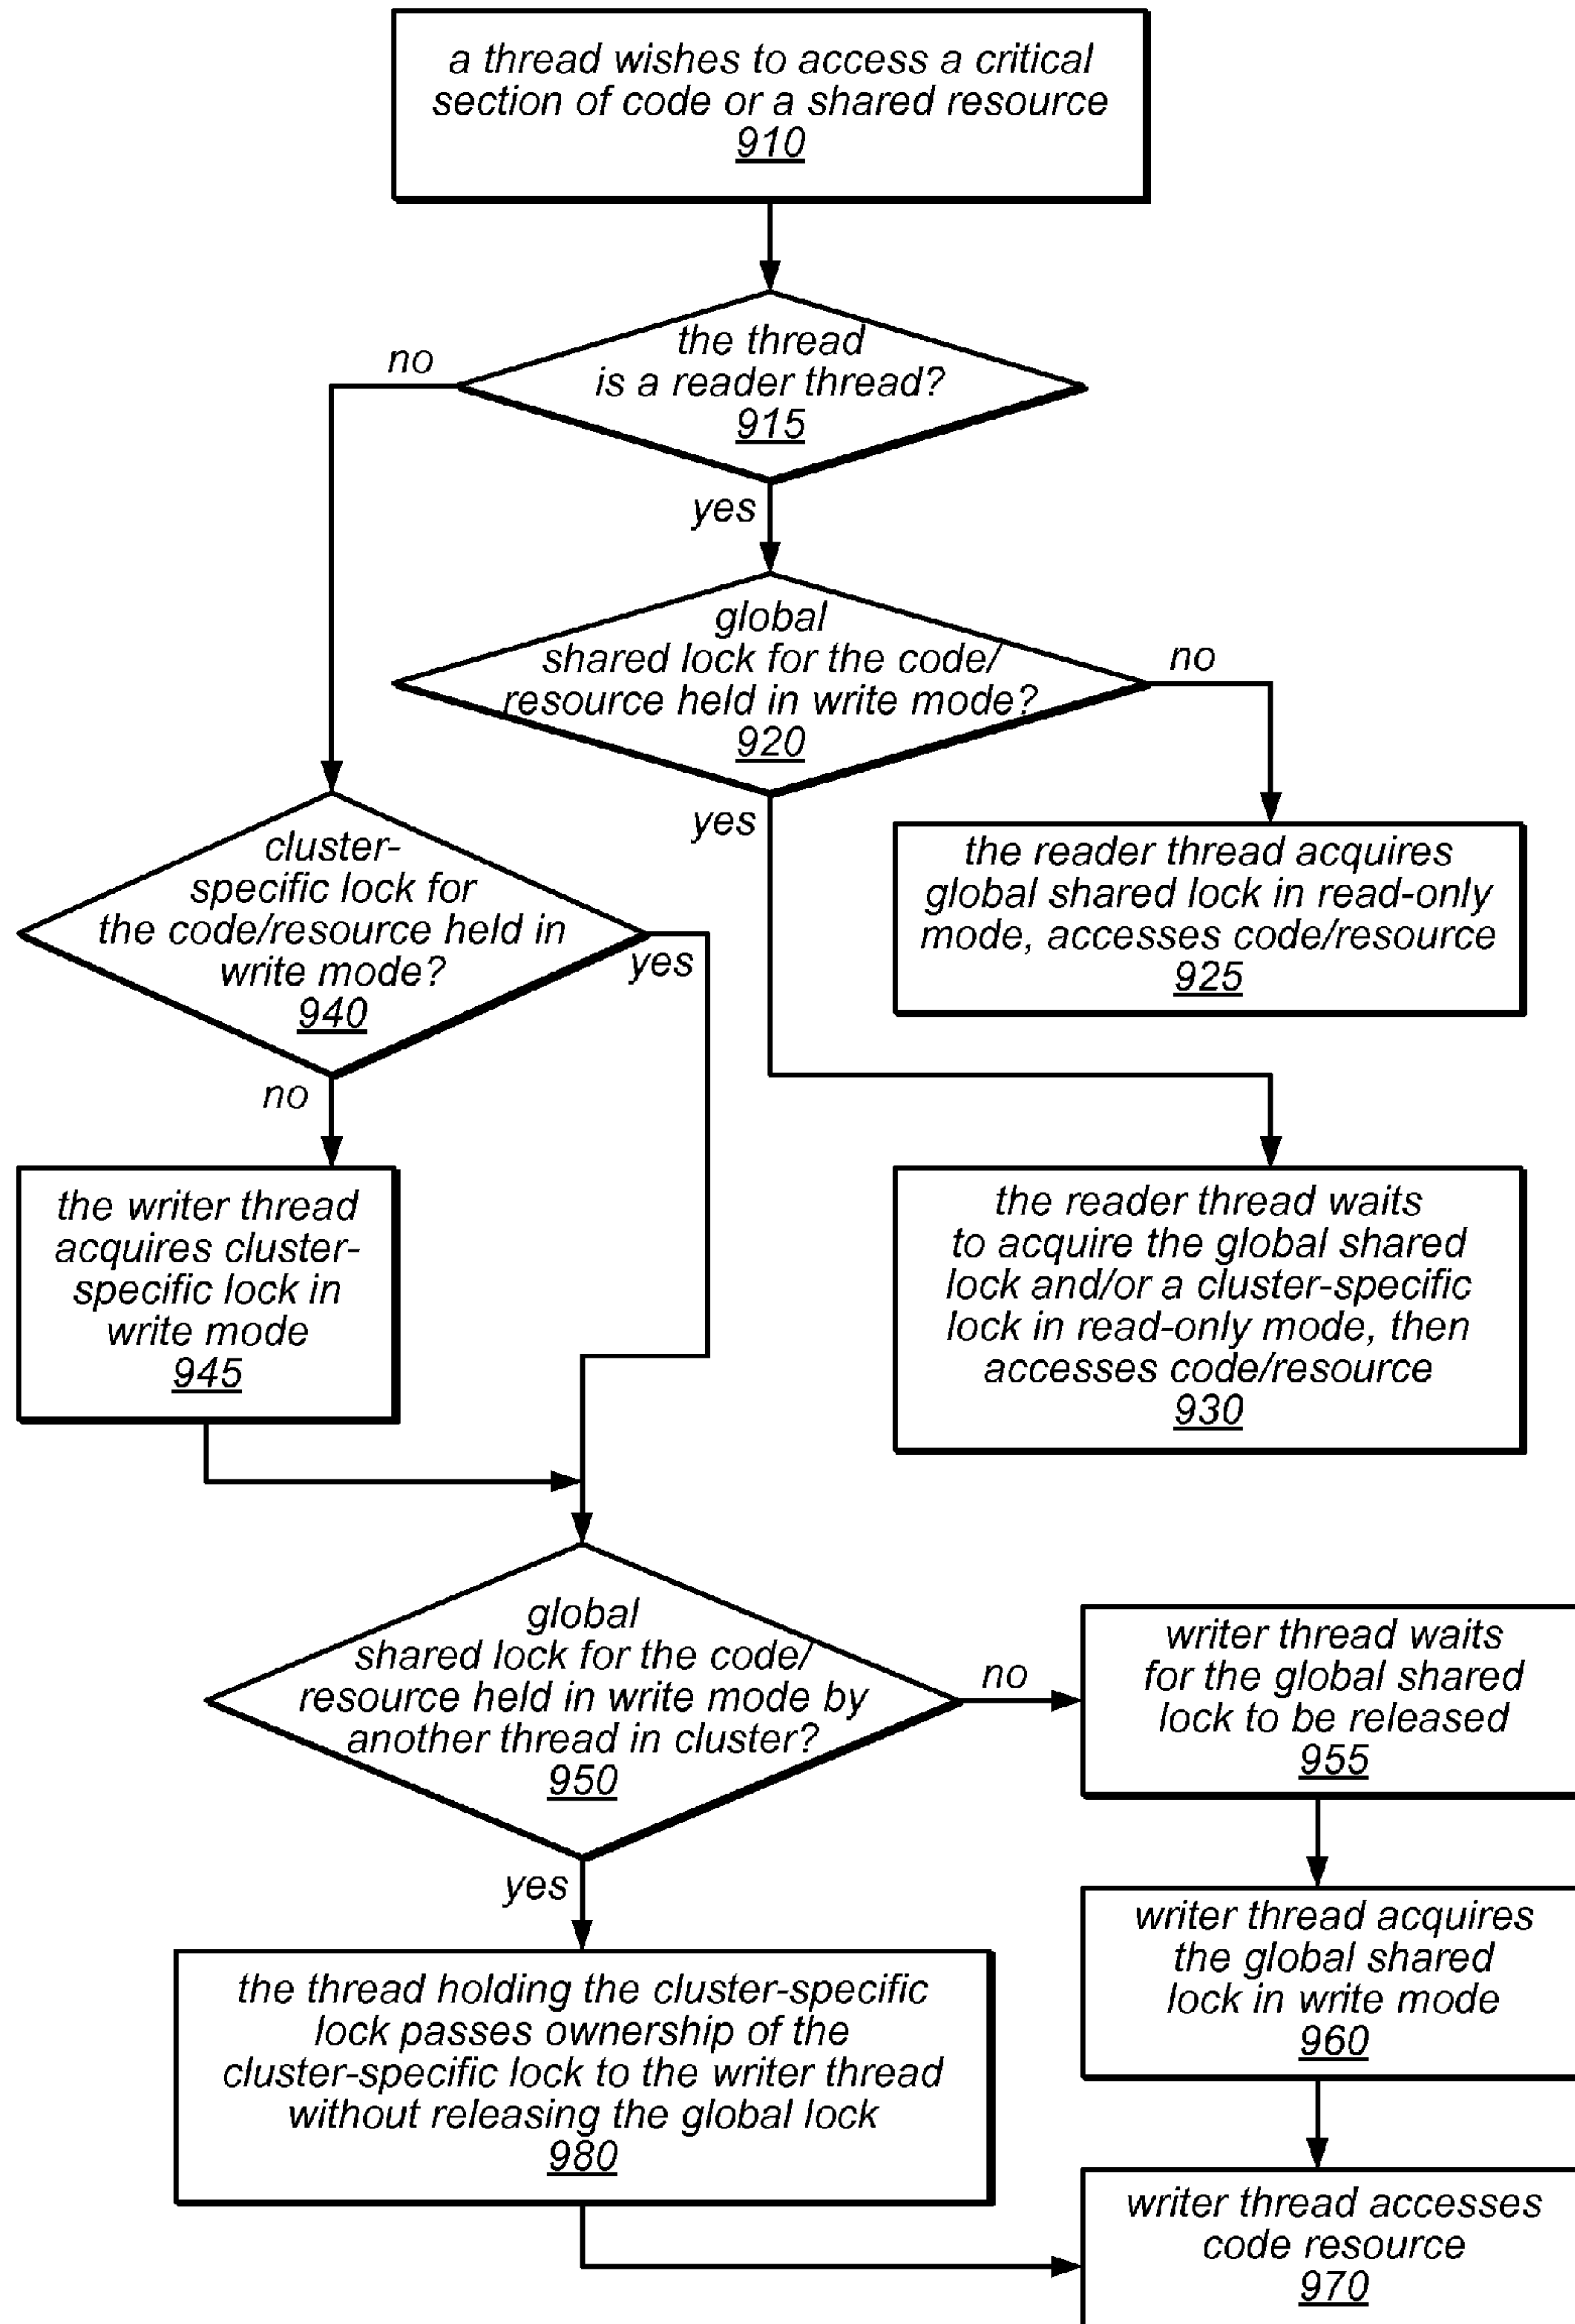 a thread wishes to access a critical
section of code or a shared resource
910
the thread
is a reader thread?
915
no
yes
global
shared lock for the code/
resource held in write mode?
920
no
yes
cluster-
specific lock for
the code/resource held in
write mode?
940
yes
no
the reader thread acquires
global shared lock in read-only
mode, accesses code/resource
925
the writer thread
acquires cluster-
specific lock in
write mode
945
the reader thread waits
to acquire the global shared
lock and/or a cluster-specific
lock in read-only mode, then
accesses code/resource
930
global
shared lock for the code/
resource held in write mode by
another thread in cluster?
950
no
yes
writer thread waits
for the global shared
lock to be released
955
writer thread acquires
the global shared
lock in write mode
960
the thread holding the cluster-specific
lock passes ownership of the
cluster-specific lock to the writer thread
without releasing the global lock
980
writer thread accesses
code resource
970